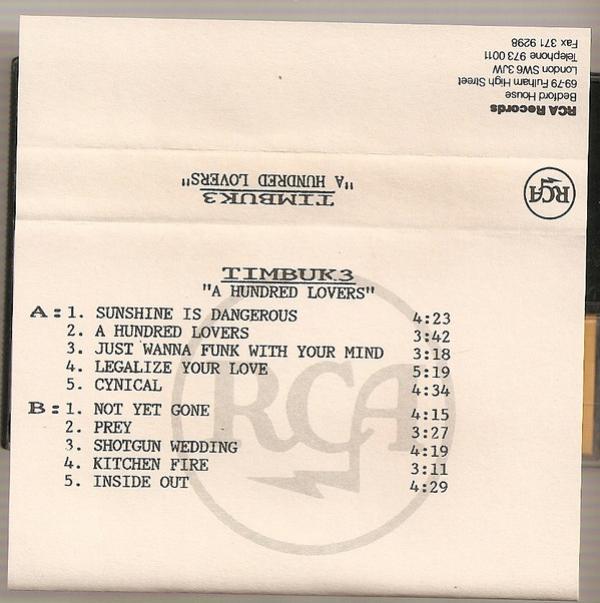 RCA Records
Bedford House
69-79 Fulham High Street
London SW6 3JW
Telephone 973 0011
Fax 371 9298
RCA
TIMBUK3
"A HUNDRED LOVERS"
TIMBUK3
"A HUNDRED LOVERS"
A: 1. SUNSHINE IS DANGEROUS 4:23
2. A HUNDRED LOVERS 3:42
3. JUST WANNA FUNK WITH YOUR MIND 3:18
4. LEGALIZE YOUR LOVE 5:19
5. CYNICAL 4:34
B: 1. NOT YET GONE 4:15
2. PREY 3:27
3. SHOTGUN WEDDING 4:19
4. KITCHEN FIRE 3:11
5. INSIDE OUT 4:29
RCA